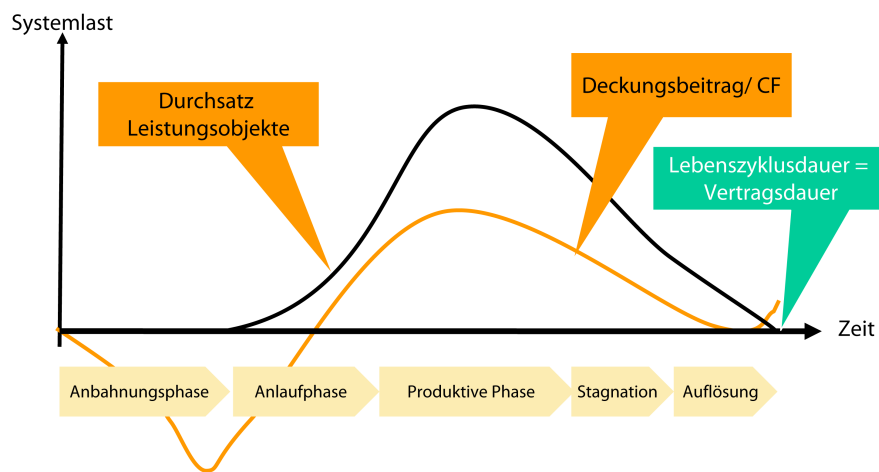 Systemlast
Durchsatz
Leistungsobjekte
Deckungsbeitrag/ CF
Lebenszyklusdauer =
Vertragsdauer
Zeit
Anbahnungsphase
Anlaufphase
Produktive Phase
Stagnation
Auflösung